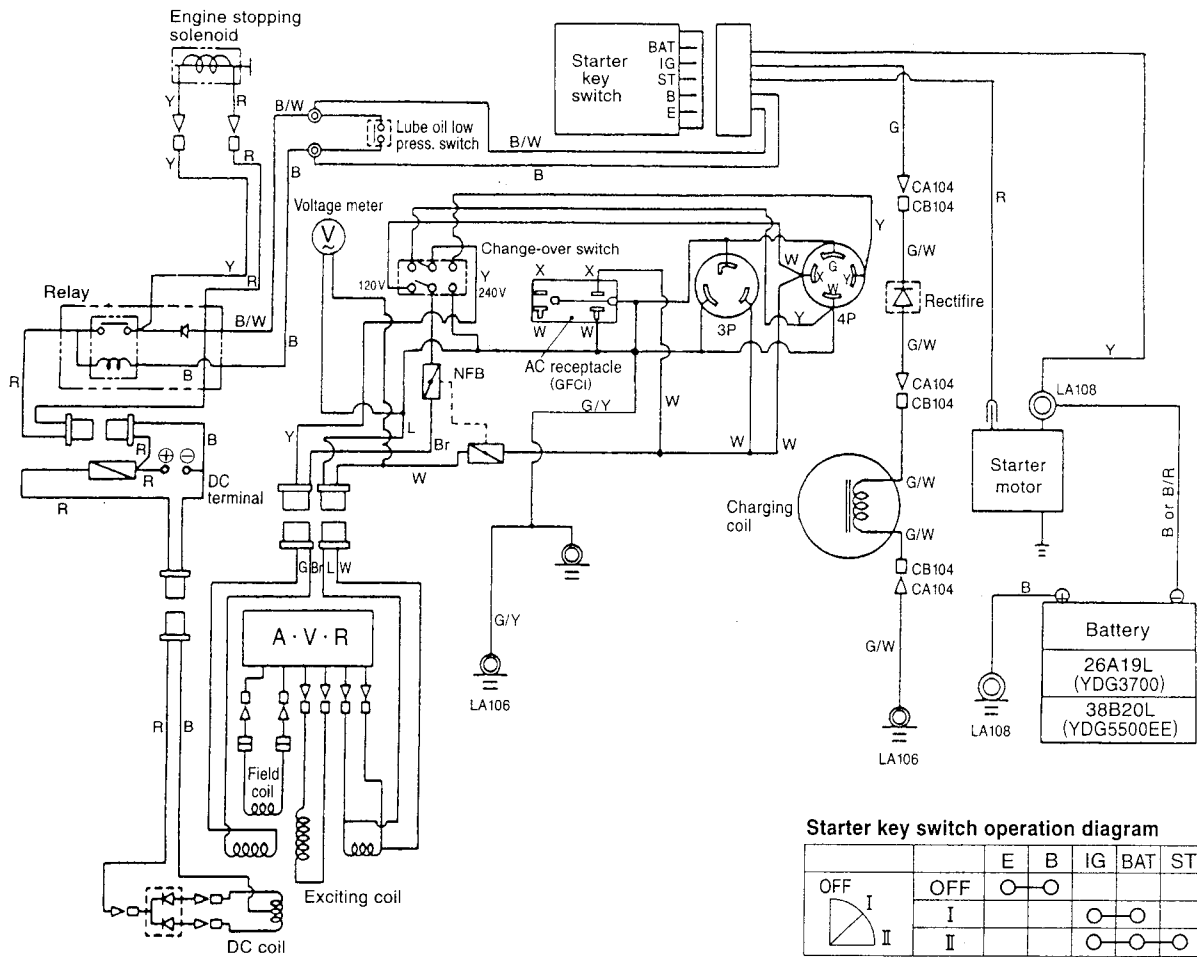 Engine stopping
solenoid
Y
R
Y
R
B/W
B
Lube oil low
press. switch
B/W
B
Starter
key
switch
BAT
IG
ST
B
E
G
CA104
CB104
R
G/W
Rectifire
G/W
CA104
CB104
Y
LA108
Voltage meter
V
Change-over switch
120V
Y
240V
X
X
W
W
AC receptacle
(GFCI)
3P
W
Y
G
X
Y
W
4P
Y
Relay
Y
R
B/W
B
B
R
R
R
B
DC
terminal
R
NFB
L
Br
Y
W
G/Y
W
W
W
Charging
coil
G/W
G/W
CB104
CA104
G/W
LA106
Starter
motor
B or B/R
B
LA108
Battery
26A19L
(YDG3700)
38B20L
(YDG5500EE)
G
Br
L
W
A · V · R
G/Y
LA106
R
B
Field
coil
Exciting coil
DC coil
Starter key switch operation diagram
E B IG BAT ST
OFF
I
II
OFF
I
II